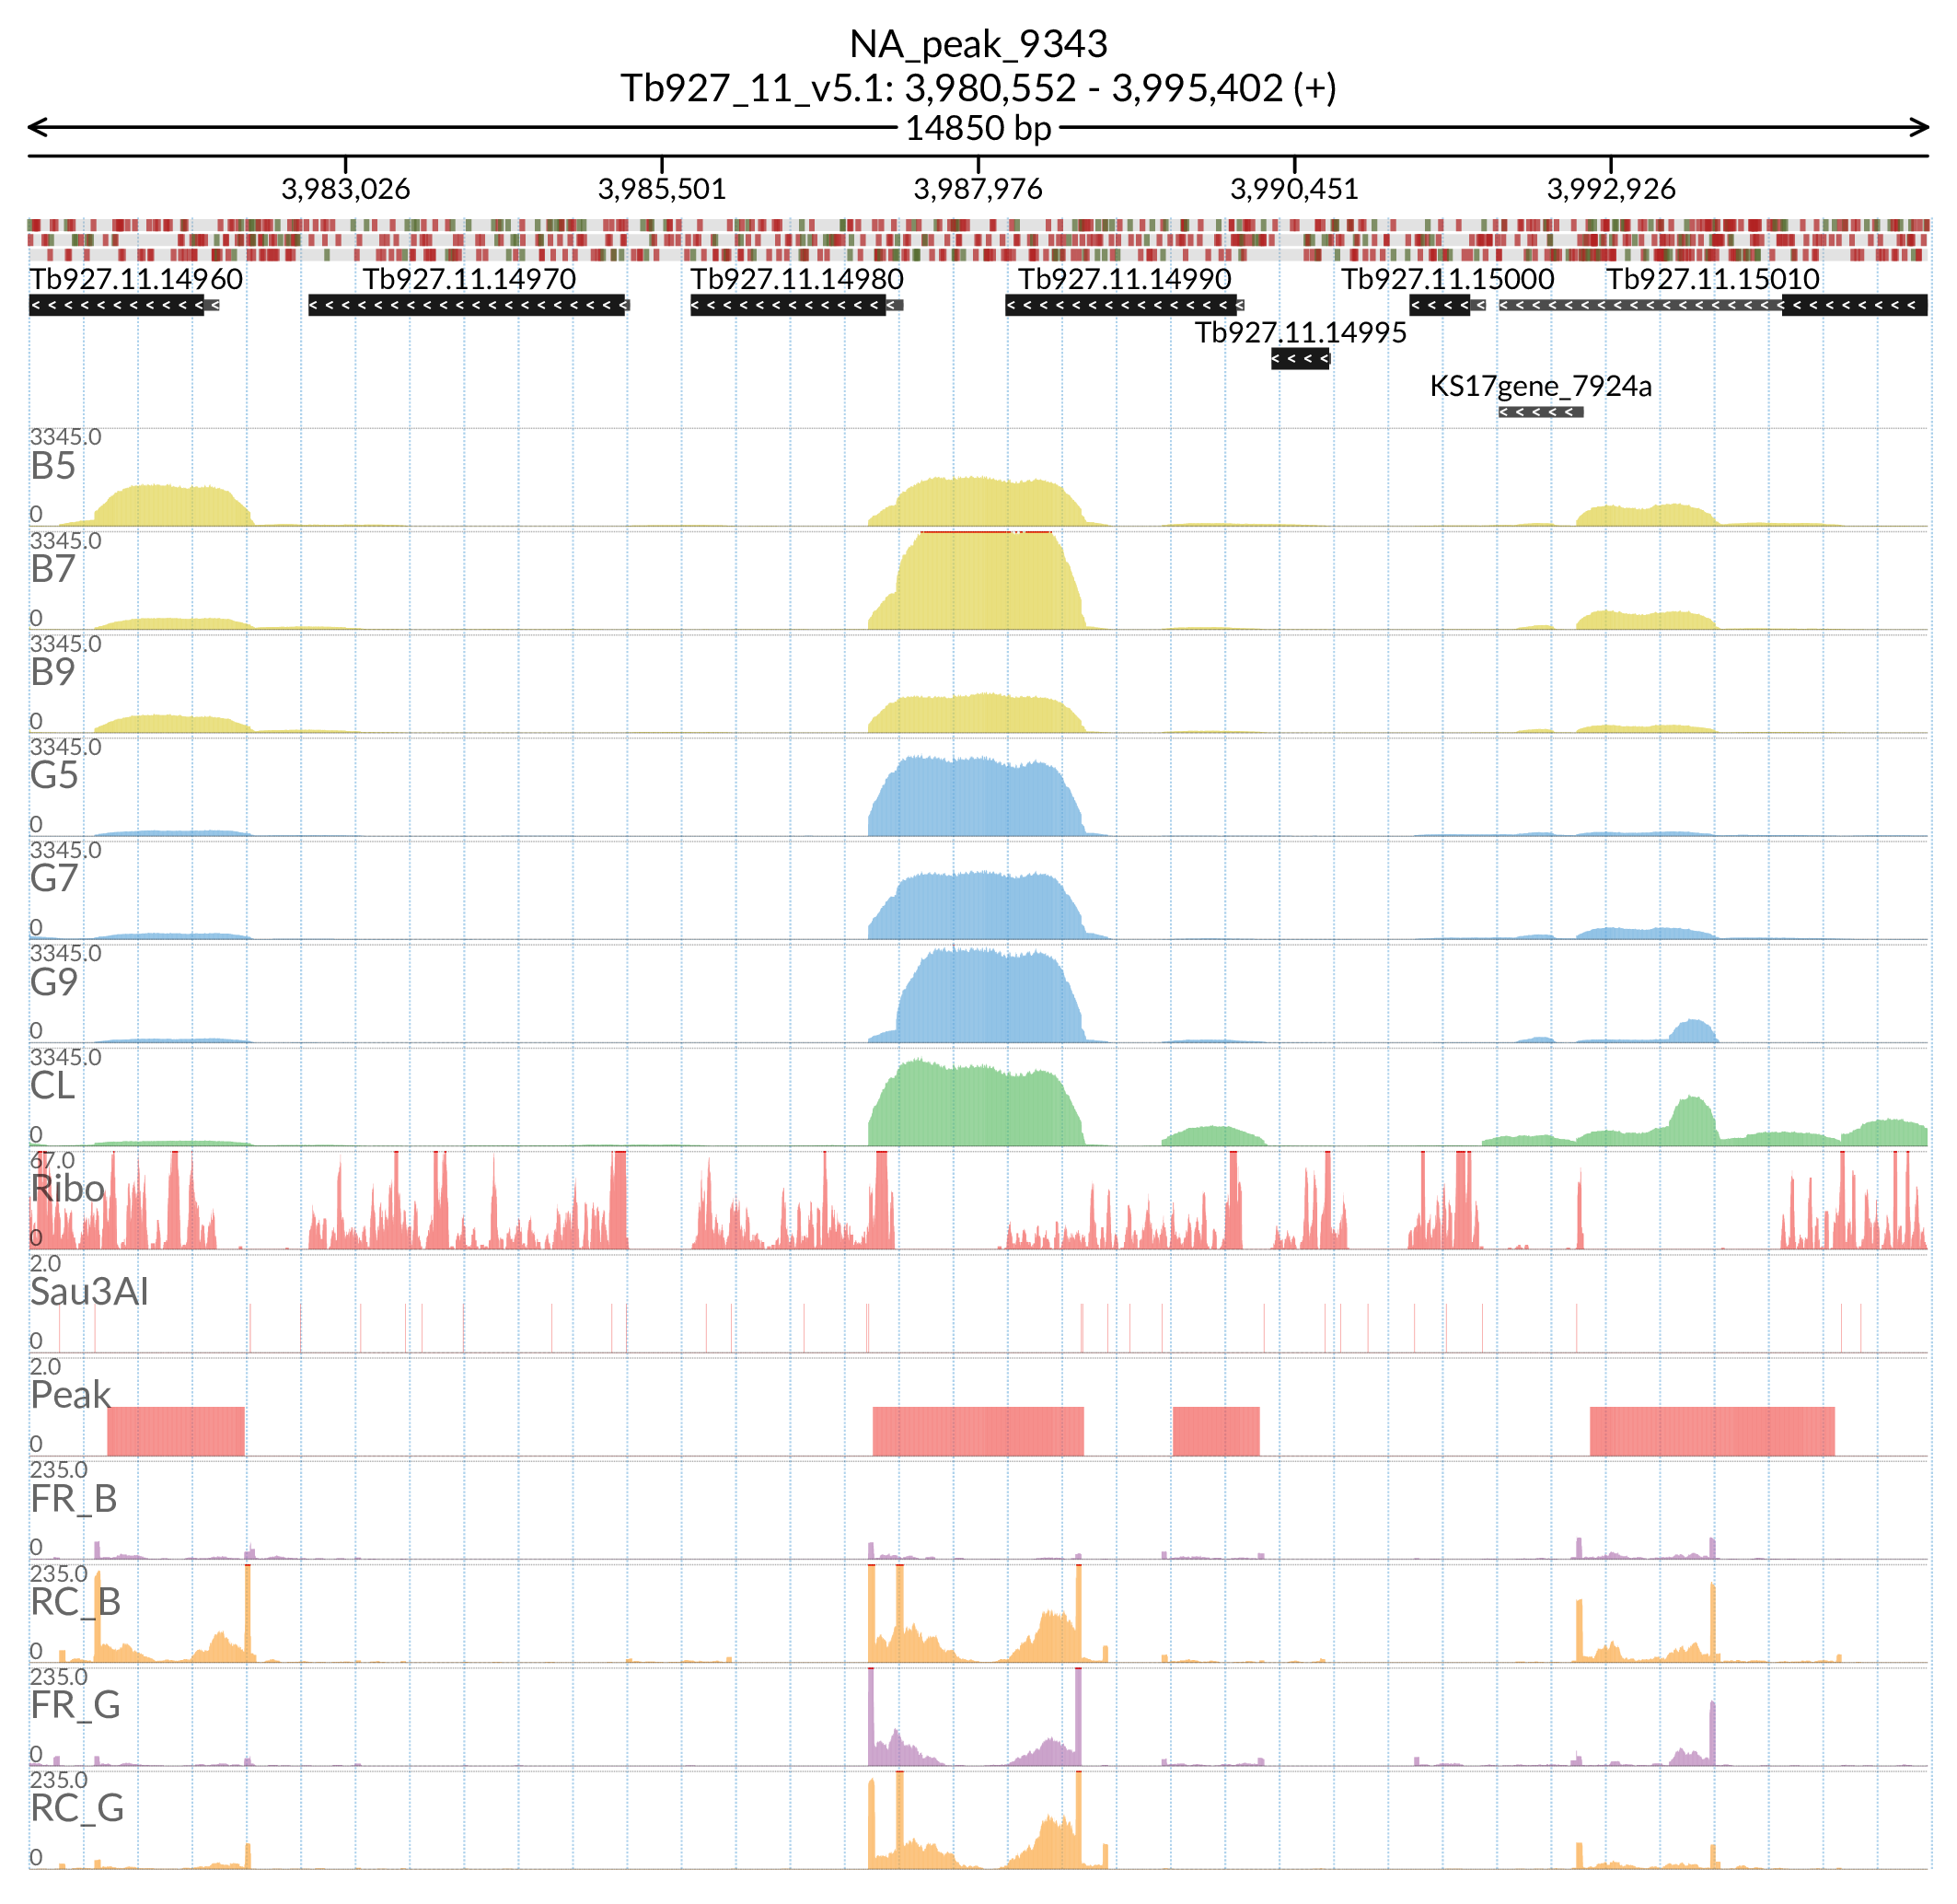 NA_peak_9343
Tb927_11_v5.1: 3,980,552 - 3,995,402 (+)
14850 bp
3,983,026 3,985,501 3,987,976 3,990,451 3,992,926
Tb927.11.14960 Tb927.11.14970 Tb927.11.14980 Tb927.11.14990 Tb927.11.15000 Tb927.11.15010
Tb927.11.14995
KS17gene_7924a
3345.0
B5
0
3345.0
B7
0
3345.0
B9
0
3345.0
G5
0
3345.0
G7
0
3345.0
G9
0
3345.0
CL
0
67.0
Ribo
0
2.0
Sau3AI
0
2.0
Peak
0
235.0
FR_B
0
235.0
RC_B
0
235.0
FR_G
0
235.0
RC_G
0